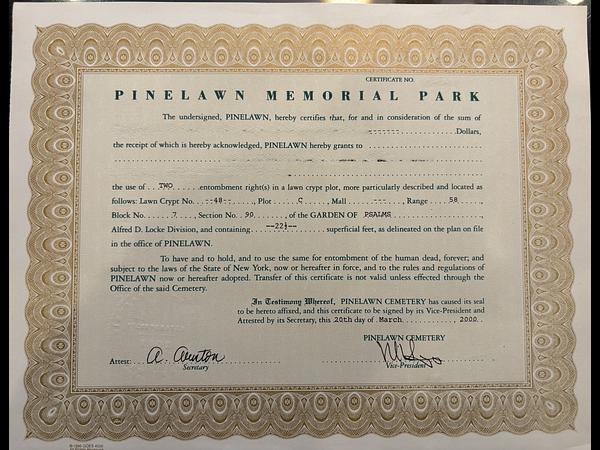 CERTIFICATE NO.
PINELAWN MEMORIAL PARK
The undersigned, PINELAWN, hereby certifies that, for and in consideration of the sum of
Dollars,
the receipt of which is hereby acknowledged, PINELAWN hereby grants to
the use of TWO entombment right(s) in a lawn crypt plot, more particularly described and located as
follows: Lawn Crypt No. --48--, Plot C, Mall ---, Range 58,
Block No. 7, Section No. 90, of the GARDEN OF PSALMS,
Alfred D. Locke Division, and containing --22½-- superficial feet, as delineated on the plan on file
in the office of PINELAWN.
To have and to hold, and to use the same for entombment of the human dead, forever; and
subject to the laws of the State of New York, now or hereafter in force, and to the rules and regulations of
PINELAWN now or hereafter adopted. Transfer of this certificate is not valid unless effected through the
Office of the said Cemetery.
In Testimony Whereof, PINELAWN CEMETERY has caused its seal
to be hereto affixed, and this certificate to be signed by its Vice-President and
Attested by its Secretary, this 20th day of March 2000.
PINELAWN CEMETERY
Attest:
Secretary
Vice-President